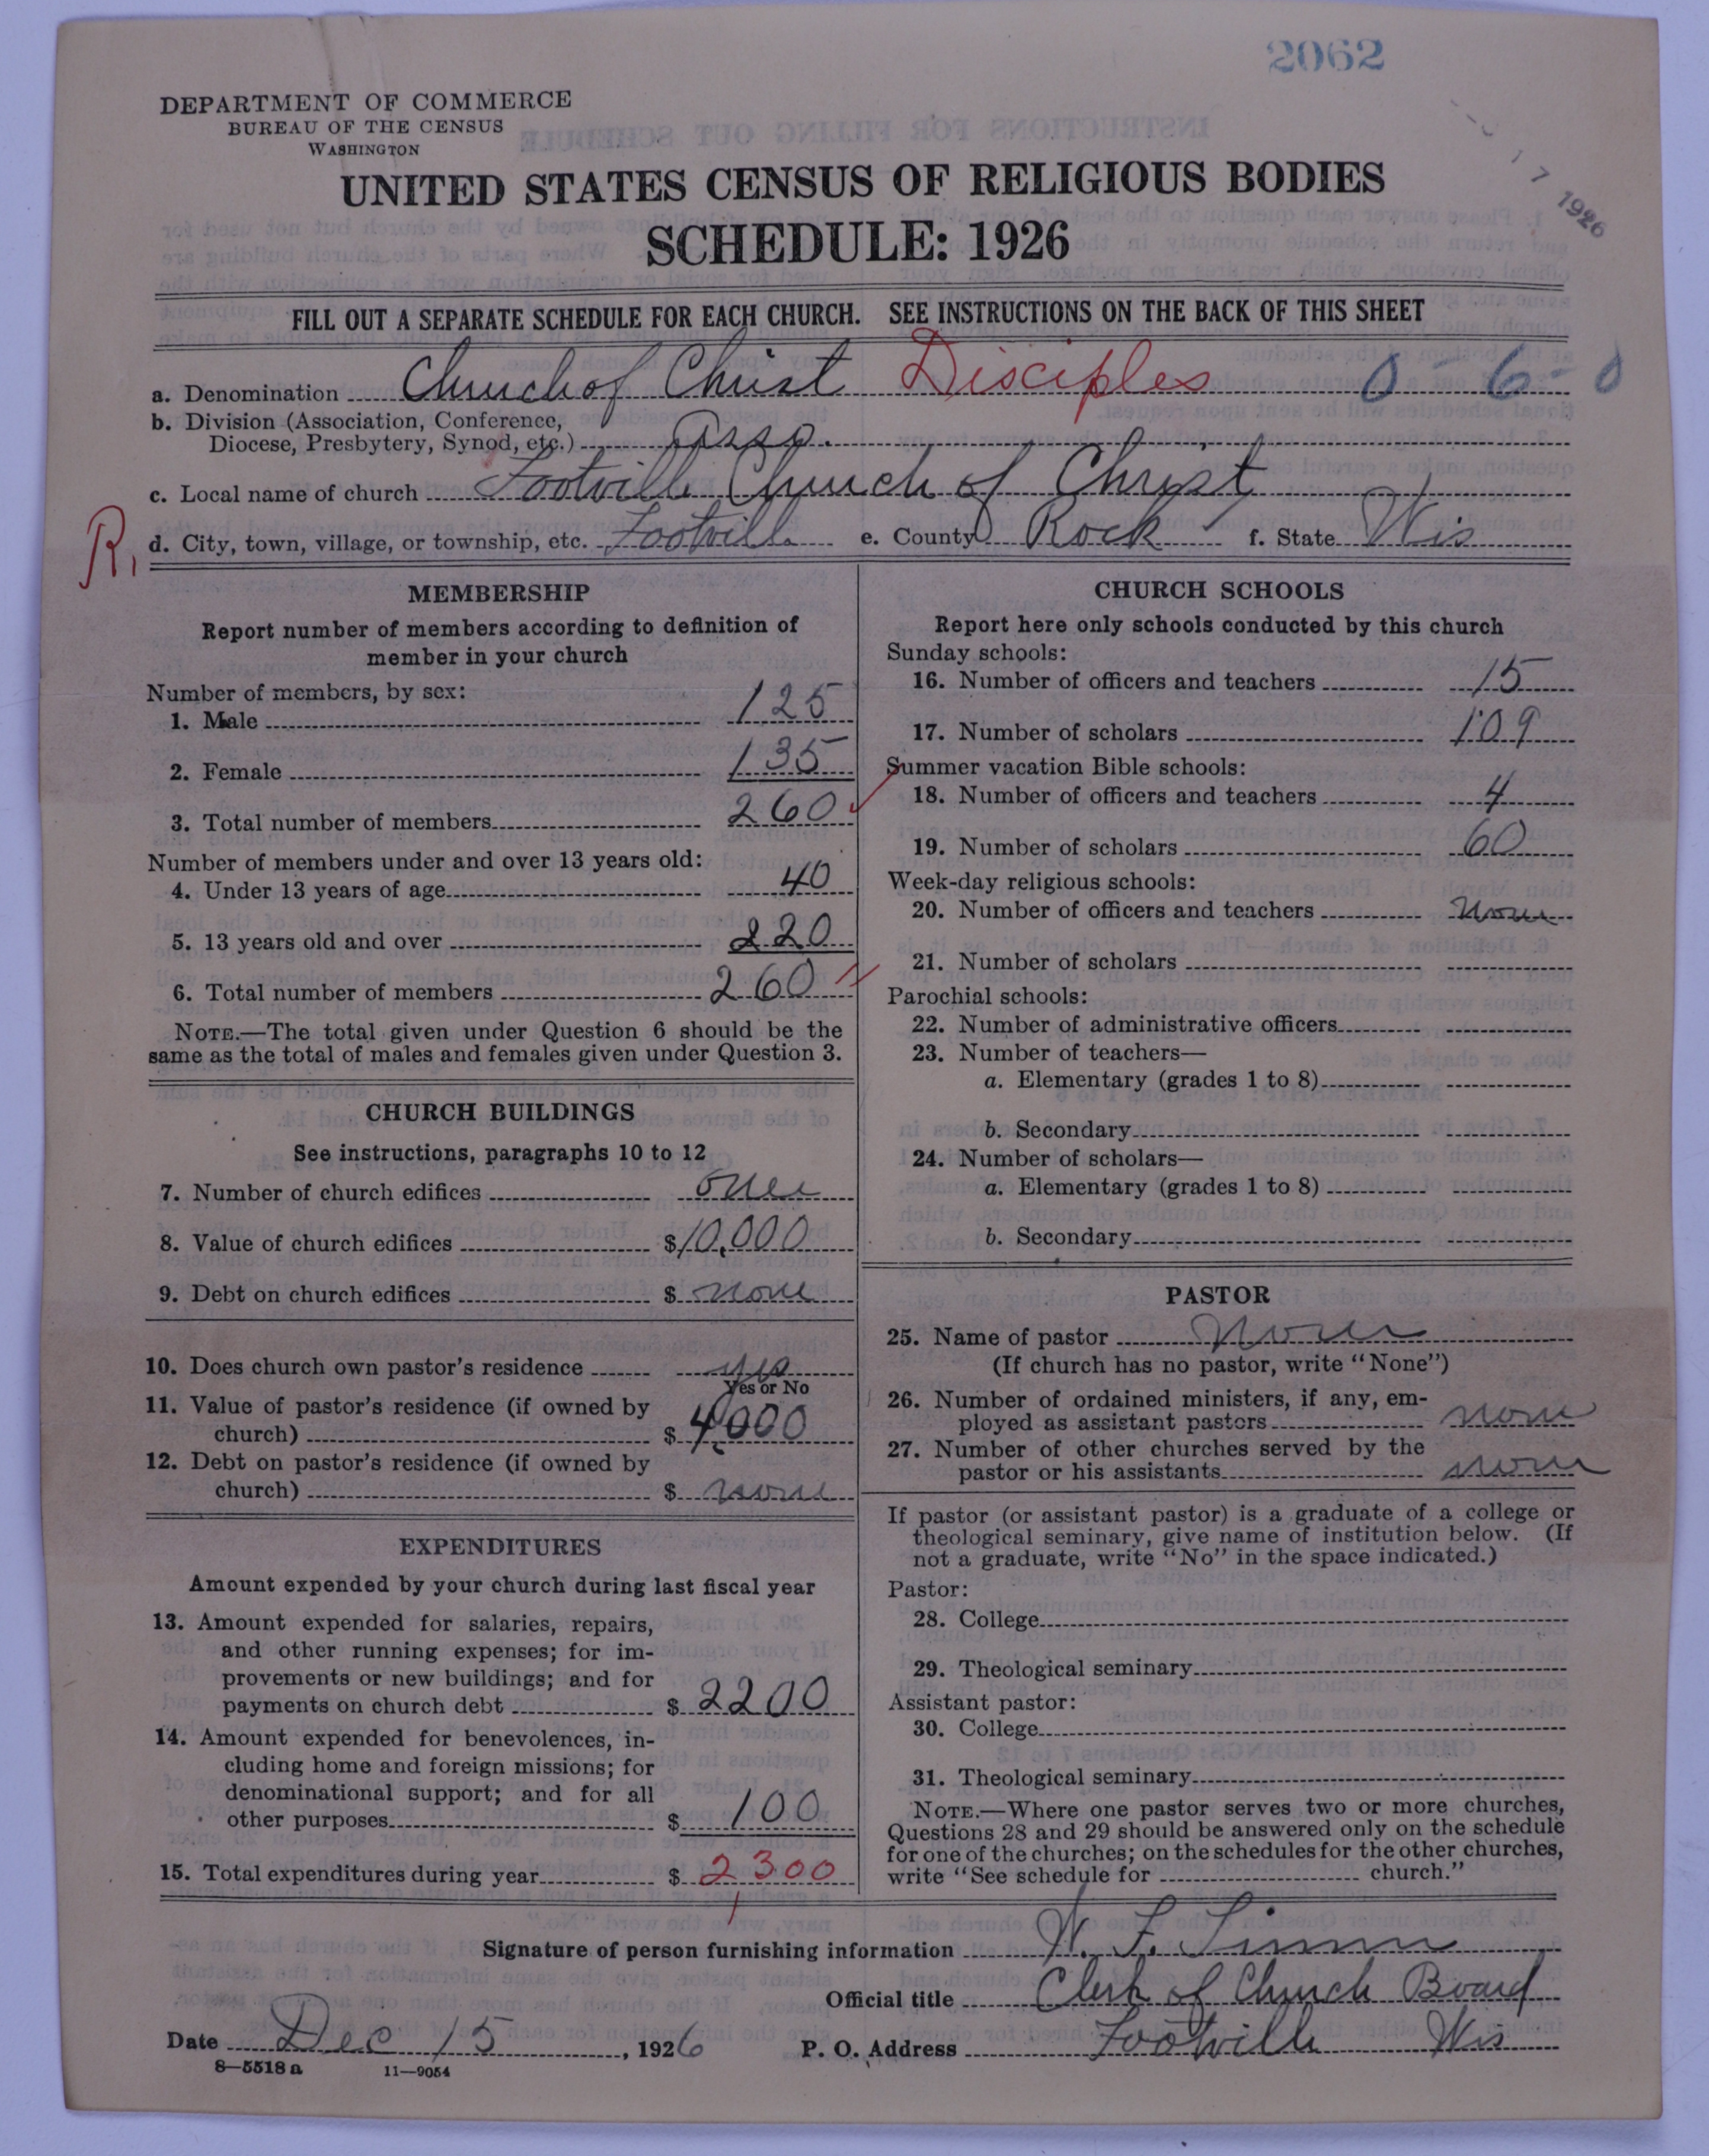 2062
DEPARTMENT OF COMMERCE
BUREAU OF THE CENSUS
WASHINGTON
17 1926
UNITED STATES CENSUS OF RELIGIOUS BODIES
SCHEDULE: 1926
FILL OUT A SEPARATE SCHEDULE FOR EACH CHURCH. SEE INSTRUCTIONS ON THE BACK OF THIS SHEET
a. Denomination Church of Christ Disciples 0-6-0
b. Division (Association, Conference,
Diocese, Presbytery, Synod, etc.) Asso.
c. Local name of church Footville Church of Christ
R. d. City, town, village, or township, etc. Footville e. County Rock f. State Wis
MEMBERSHIP
Report number of members according to definition of
member in your church
Number of members, by sex:
1. Male 125
2. Female 135
3. Total number of members 260
Number of members under and over 13 years old:
4. Under 13 years of age 40
5. 13 years old and over 220
6. Total number of members 260
NOTE.—The total given under Question 6 should be the
same as the total of males and females given under Question 3.
CHURCH BUILDINGS
See instructions, paragraphs 10 to 12
7. Number of church edifices one
8. Value of church edifices $10,000
9. Debt on church edifices $ none
10. Does church own pastor's residence yes
Yes or No
11. Value of pastor's residence (if owned by
church) $ 4,000
12. Debt on pastor's residence (if owned by
church) $ none
EXPENDITURES
Amount expended by your church during last fiscal year
13. Amount expended for salaries, repairs,
and other running expenses; for im-
provements or new buildings; and for
payments on church debt $ 2200
14. Amount expended for benevolences, in-
cluding home and foreign missions; for
denominational support; and for all
other purposes $ 100
15. Total expenditures during year $ 2300
CHURCH SCHOOLS
Report here only schools conducted by this church
Sunday schools:
16. Number of officers and teachers 15
17. Number of scholars 109
Summer vacation Bible schools:
18. Number of officers and teachers 4
19. Number of scholars 60
Week-day religious schools:
20. Number of officers and teachers none
21. Number of scholars
Parochial schools:
22. Number of administrative officers
23. Number of teachers—
a. Elementary (grades 1 to 8)
b. Secondary
24. Number of scholars—
a. Elementary (grades 1 to 8)
b. Secondary
PASTOR
25. Name of pastor None
(If church has no pastor, write "None")
26. Number of ordained ministers, if any, em-
ployed as assistant pastors none
27. Number of other churches served by the
pastor or his assistants none
If pastor (or assistant pastor) is a graduate of a college or
theological seminary, give name of institution below. (If
not a graduate, write "No" in the space indicated.)
Pastor:
28. College
29. Theological seminary
Assistant pastor:
30. College
31. Theological seminary
NOTE.—Where one pastor serves two or more churches,
Questions 28 and 29 should be answered only on the schedule
for one of the churches; on the schedules for the other churches,
write "See schedule for church."
Signature of person furnishing information W. F.
Official title Clerk of Church Board
Date Dec 15, 1926 P. O. Address Footville Wis
8—5518 a 11—9054